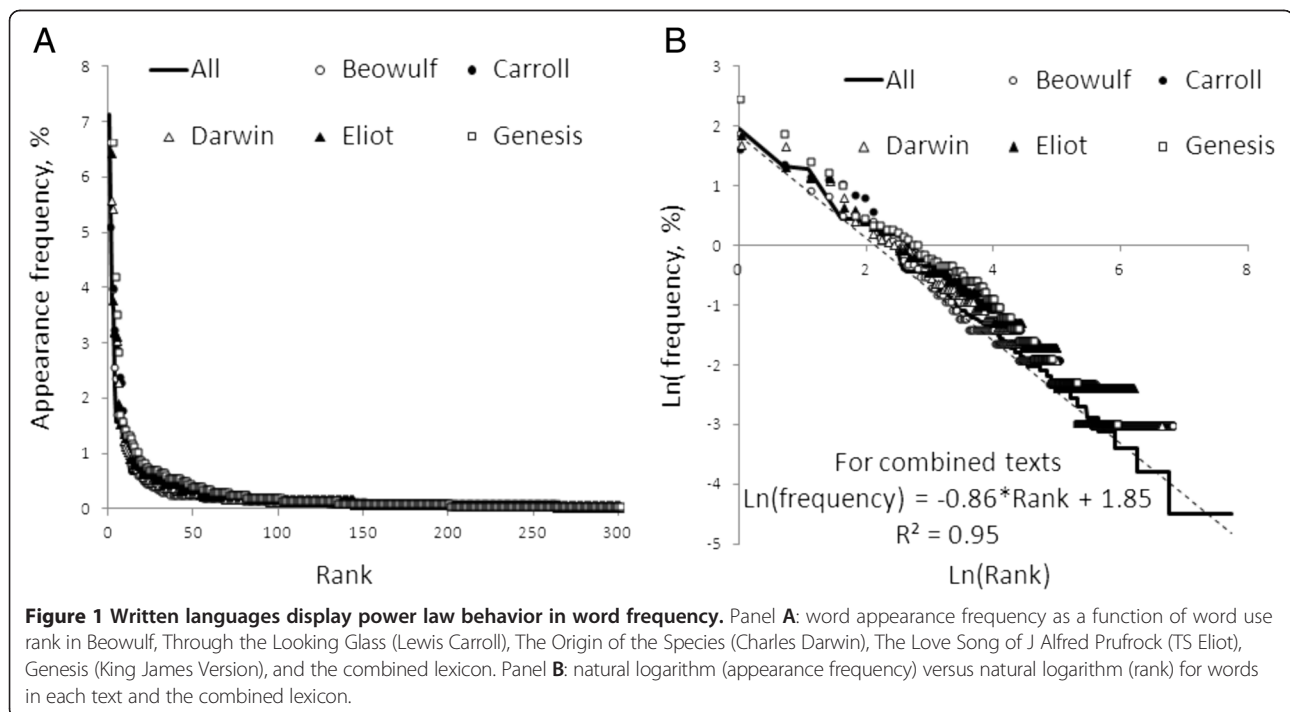 A
All Beowulf Carroll
Darwin Eliot Genesis
Appearance frequency, %
8
7
6
5
4
3
2
1
0
0 50 100 150 200 250 300
Rank
B
All Beowulf Carroll
Darwin Eliot Genesis
Ln( frequency, %)
3
2
1
0
-1
-2
-3
-4
-5
0 2 4 6 8
For combined texts
Ln(frequency) = -0.86*Rank + 1.85
R² = 0.95
Ln(Rank)
Figure 1 Written languages display power law behavior in word frequency. Panel A: word appearance frequency as a function of word use
rank in Beowulf, Through the Looking Glass (Lewis Carroll), The Origin of the Species (Charles Darwin), The Love Song of J Alfred Prufrock (TS Eliot),
Genesis (King James Version), and the combined lexicon. Panel B: natural logarithm (appearance frequency) versus natural logarithm (rank) for words
in each text and the combined lexicon.